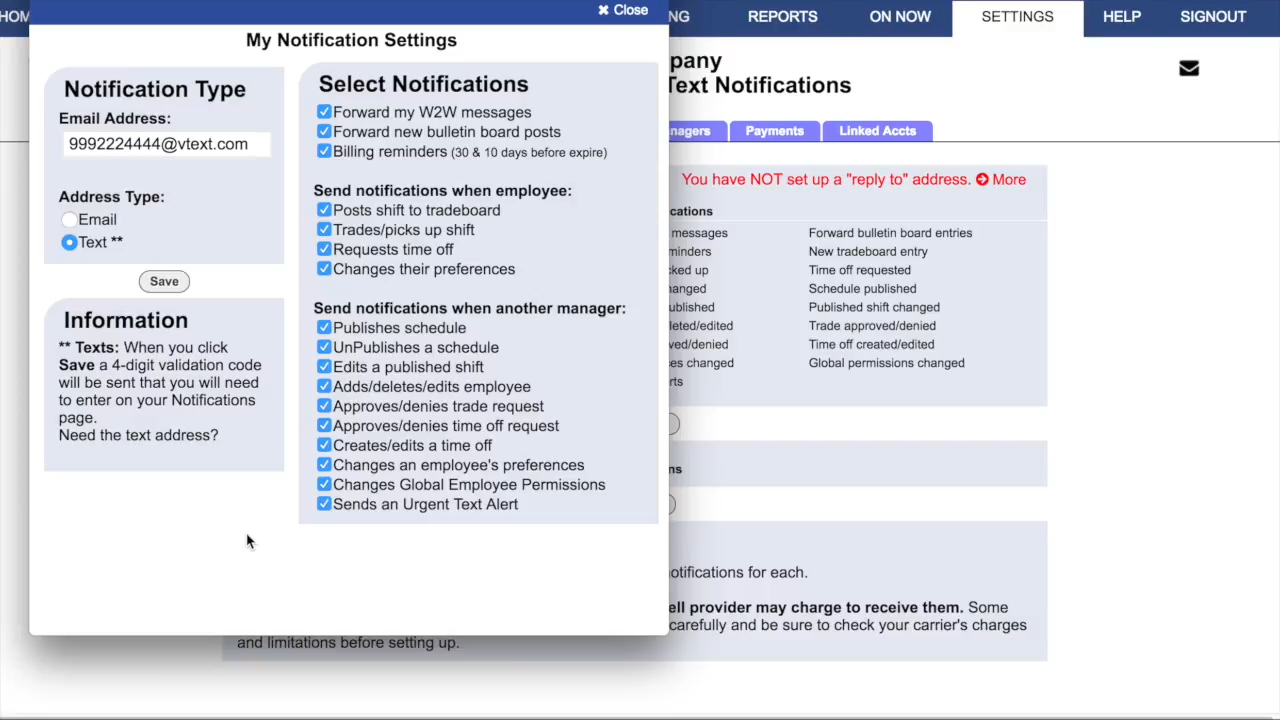 HOM
NG
REPORTS
ON NOW
SETTINGS
HELP
SIGNOUT
✖ Close
My Notification Settings
Notification Type
Email Address:
9992224444@vtext.com
Address Type:
Email
Text **
Save
Information
** Texts: When you click
Save a 4-digit validation code
will be sent that you will need
to enter on your Notifications
page.
Need the text address?
Select Notifications
Forward my W2W messages
Forward new bulletin board posts
Billing reminders (30 & 10 days before expire)
Send notifications when employee:
Posts shift to tradeboard
Trades/picks up shift
Requests time off
Changes their preferences
Send notifications when another manager:
Publishes schedule
UnPublishes a schedule
Edits a published shift
Adds/deletes/edits employee
Approves/denies trade request
Approves/denies time off request
Creates/edits a time off
Changes an employee's preferences
Changes Global Employee Permissions
Sends an Urgent Text Alert
pany
Text Notifications
nagers
Payments
Linked Accts
You have NOT set up a "reply to" address. More
cations
messages
Forward bulletin board entries
minders
New tradeboard entry
ked up
Time off requested
hanged
Schedule published
ublished
Published shift changed
leted/edited
Trade approved/denied
ved/denied
Time off created/edited
ces changed
Global permissions changed
rts
ns
otifications for each.
ell provider may charge to receive them. Some
carefully and be sure to check your carrier's charges
and limitations before setting up.